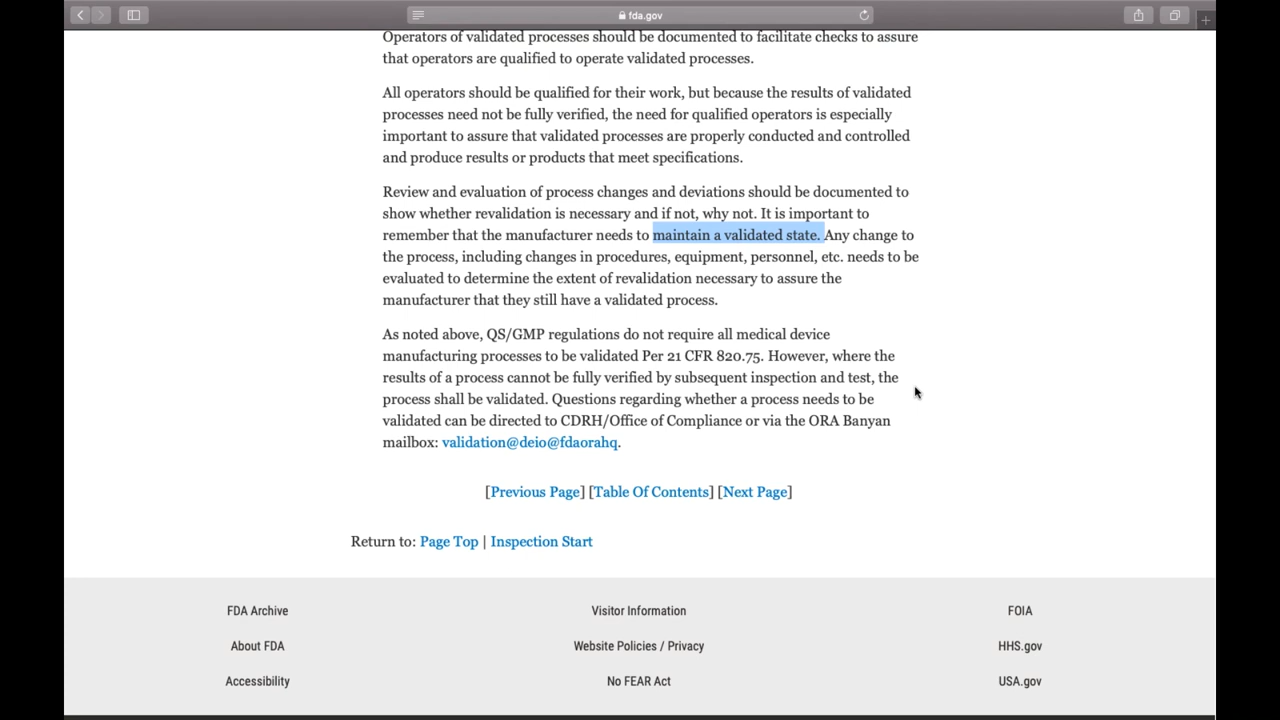 fda.gov
Operators of validated processes should be documented to facilitate checks to assure
that operators are qualified to operate validated processes.
All operators should be qualified for their work, but because the results of validated
processes need not be fully verified, the need for qualified operators is especially
important to assure that validated processes are properly conducted and controlled
and produce results or products that meet specifications.
Review and evaluation of process changes and deviations should be documented to
show whether revalidation is necessary and if not, why not. It is important to
remember that the manufacturer needs to maintain a validated state. Any change to
the process, including changes in procedures, equipment, personnel, etc. needs to be
evaluated to determine the extent of revalidation necessary to assure the
manufacturer that they still have a validated process.
As noted above, QS/GMP regulations do not require all medical device
manufacturing processes to be validated Per 21 CFR 820.75. However, where the
results of a process cannot be fully verified by subsequent inspection and test, the
process shall be validated. Questions regarding whether a process needs to be
validated can be directed to CDRH/Office of Compliance or via the ORA Banyan
mailbox: validation@deio@fdaorahq.
[Previous Page] [Table Of Contents] [Next Page]
Return to: Page Top | Inspection Start
FDA Archive Visitor Information FOIA
About FDA Website Policies / Privacy HHS.gov
Accessibility No FEAR Act USA.gov